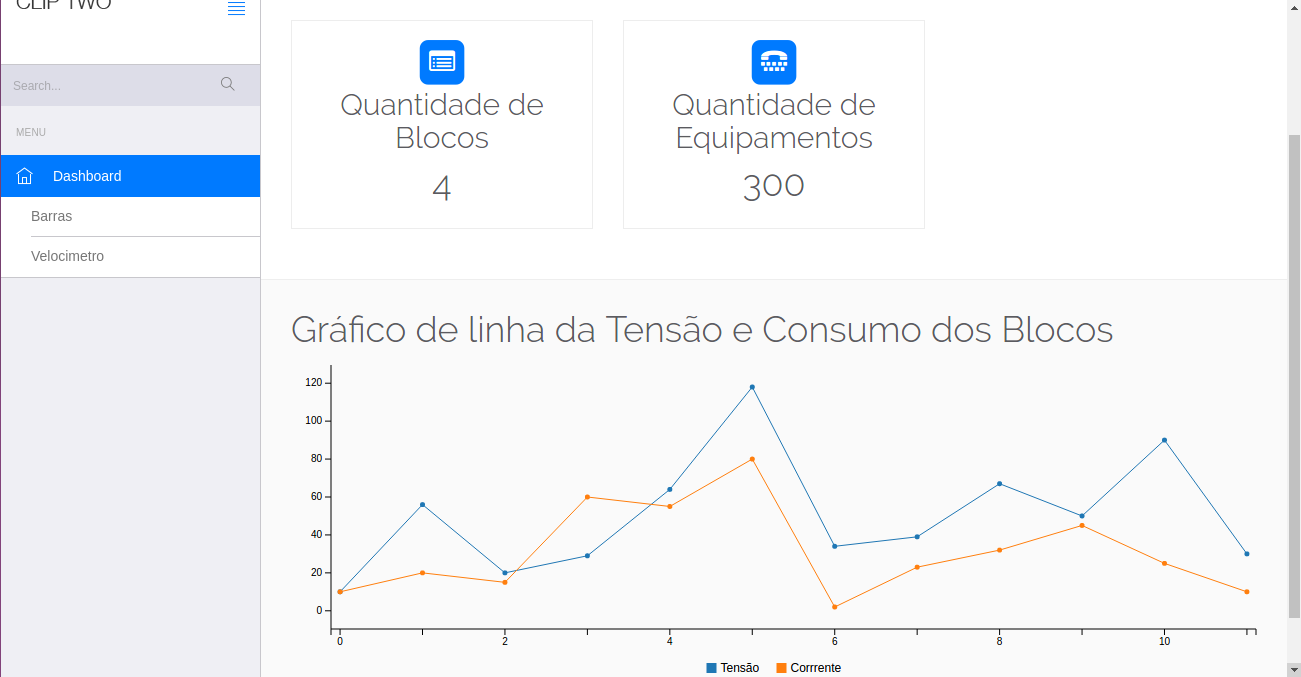 CLIP TWO
Search...
MENU
Dashboard
Barras
Velocimetro
Quantidade de
Blocos
4
Quantidade de
Equipamentos
300
Gráfico de linha da Tensão e Consumo dos Blocos
120
100
80
60
40
20
0
0 2 4 6 8 10
Tensão Corrrente